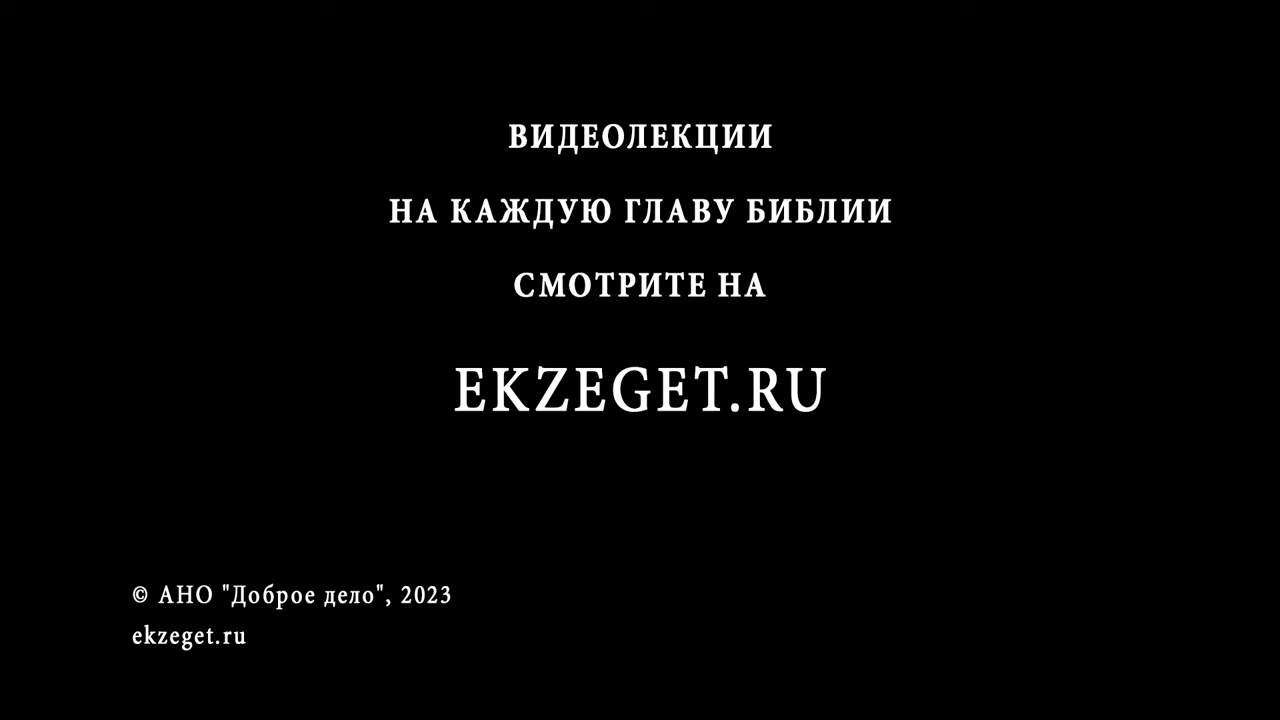 ВИДЕОЛЕКЦИИ
НА КАЖДУЮ ГЛАВУ БИБЛИИ
СМОТРИТЕ НА
EKZEGET.RU
© АНО "Доброе дело", 2023
ekzeget.ru